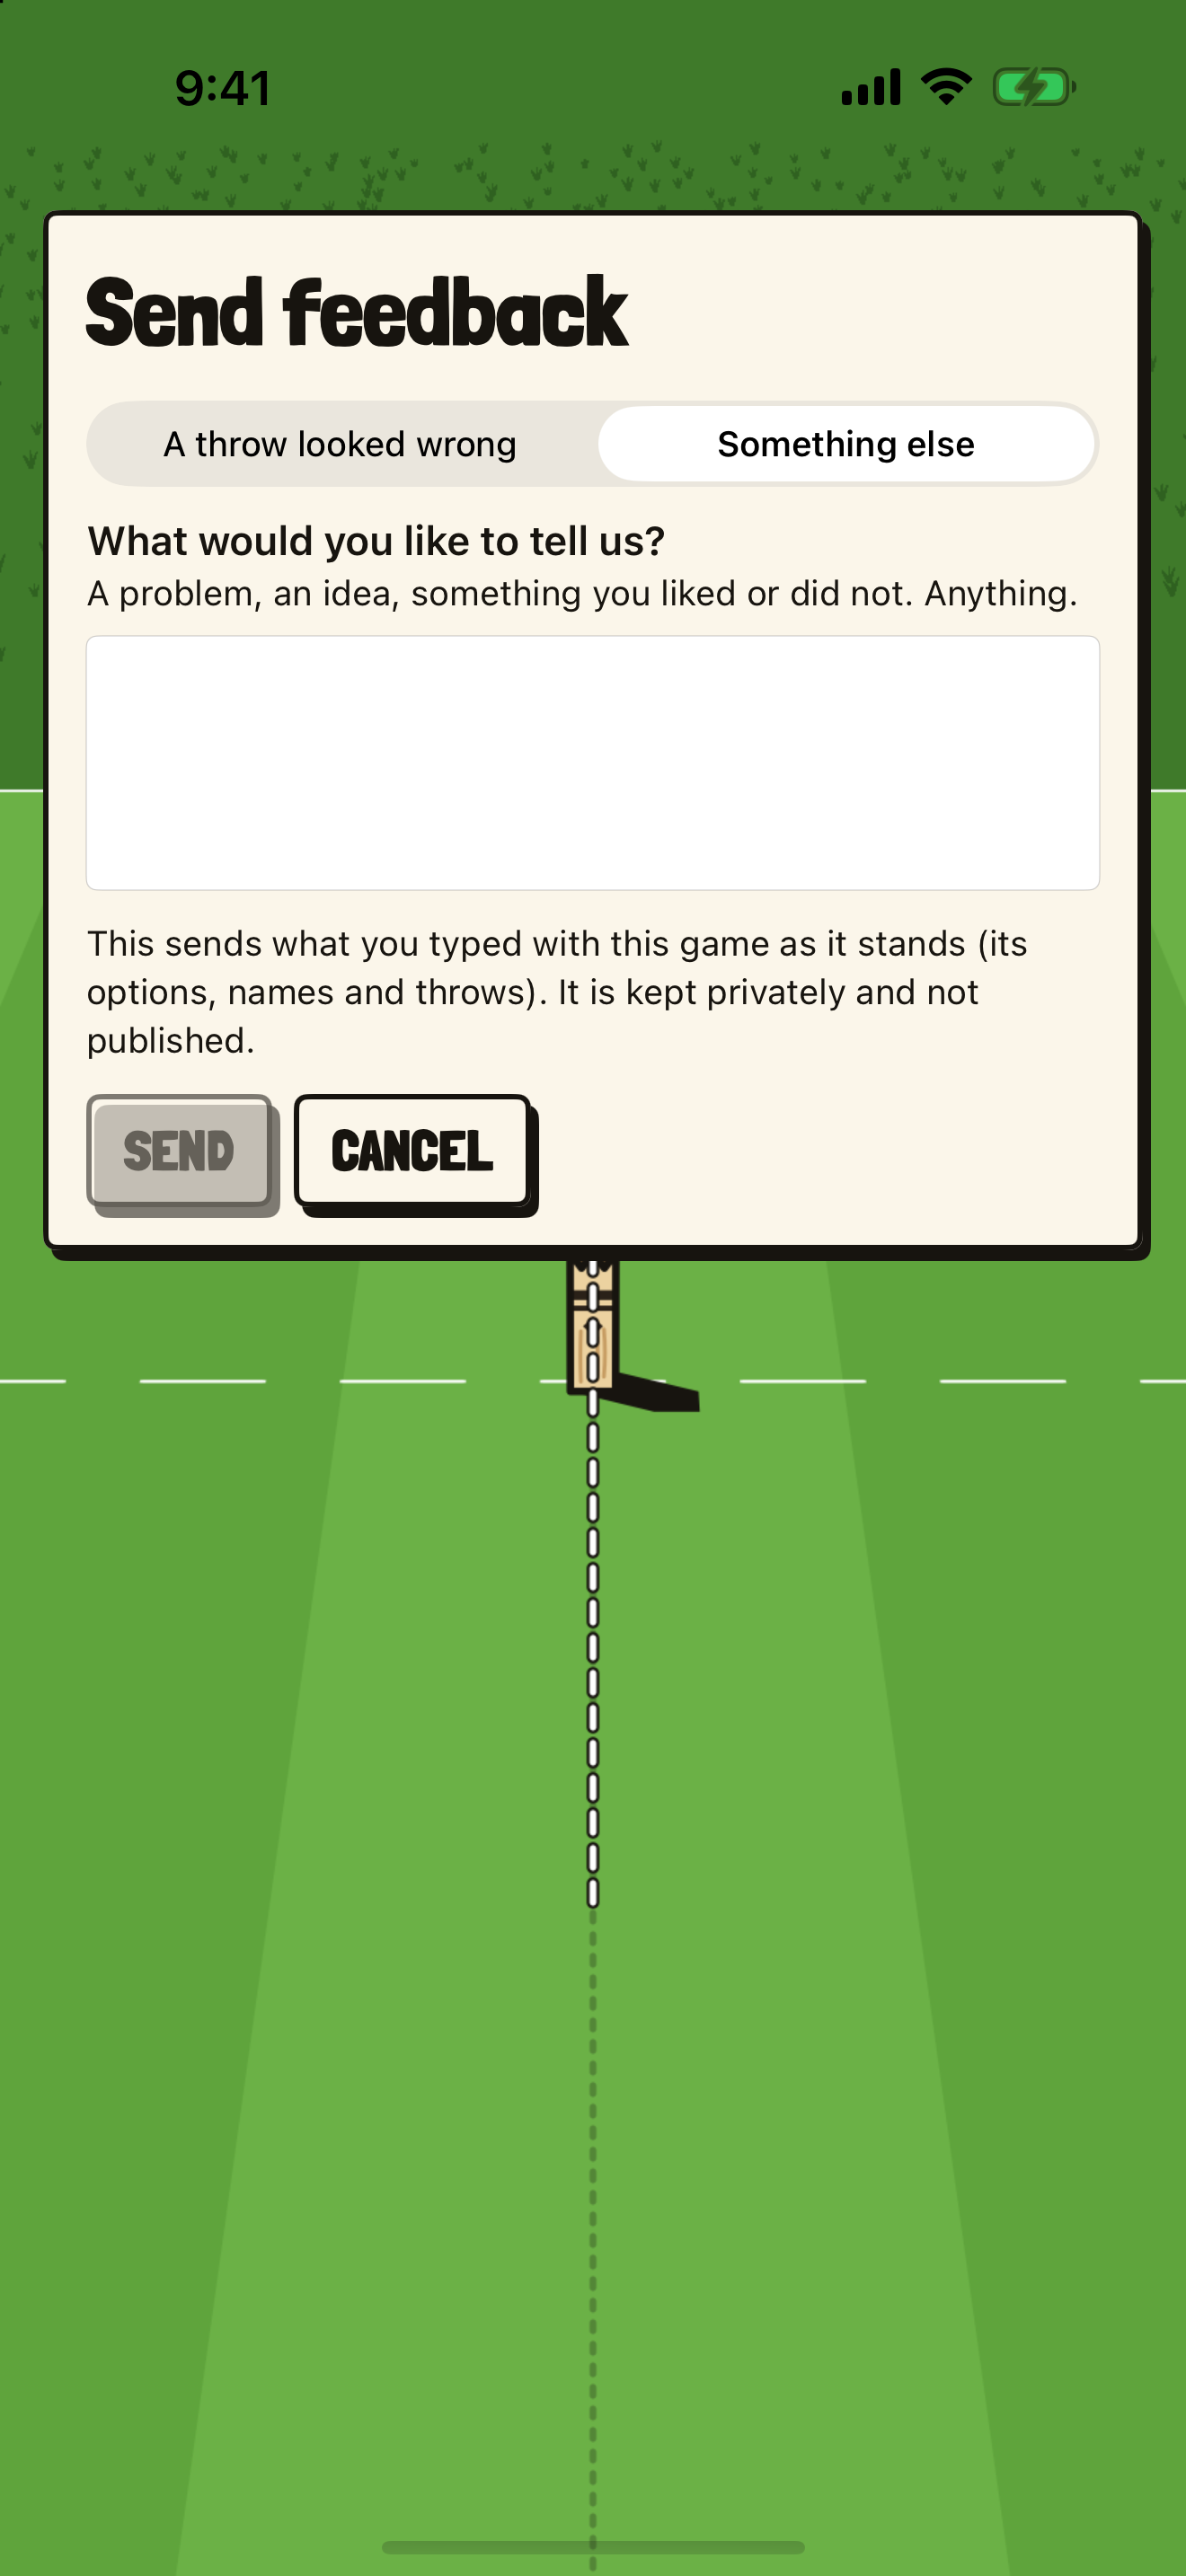 9:41
Send feedback
A throw looked wrong
Something else
What would you like to tell us?
A problem, an idea, something you liked or did not. Anything.
This sends what you typed with this game as it stands (its
options, names and throws). It is kept privately and not
published.
SEND
CANCEL